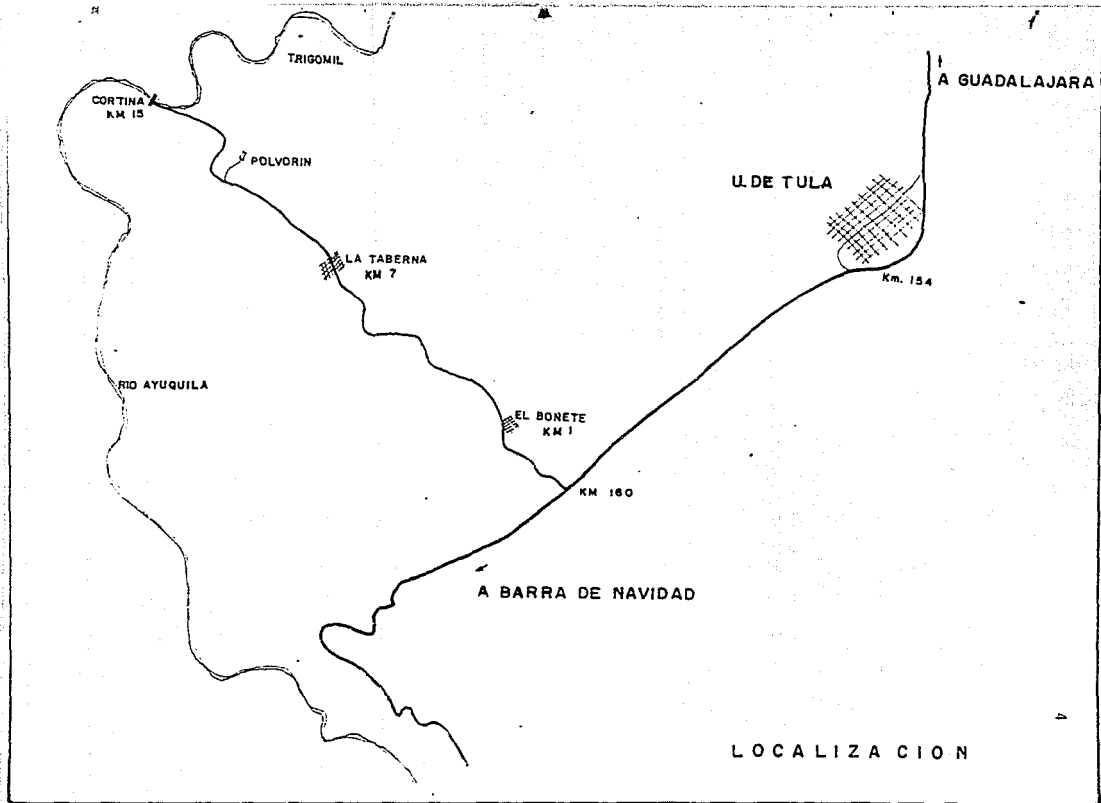 TRIGOMIL
A GUADALAJARA
CORTINA
KM 15
POLVORIN
U. DE TULA
LA TABERNA
KM 7
Km. 154
RIO AYUQUILA
EL BONETE
KM 1
KM 160
A BARRA DE NAVIDAD
4
LOCALIZACION